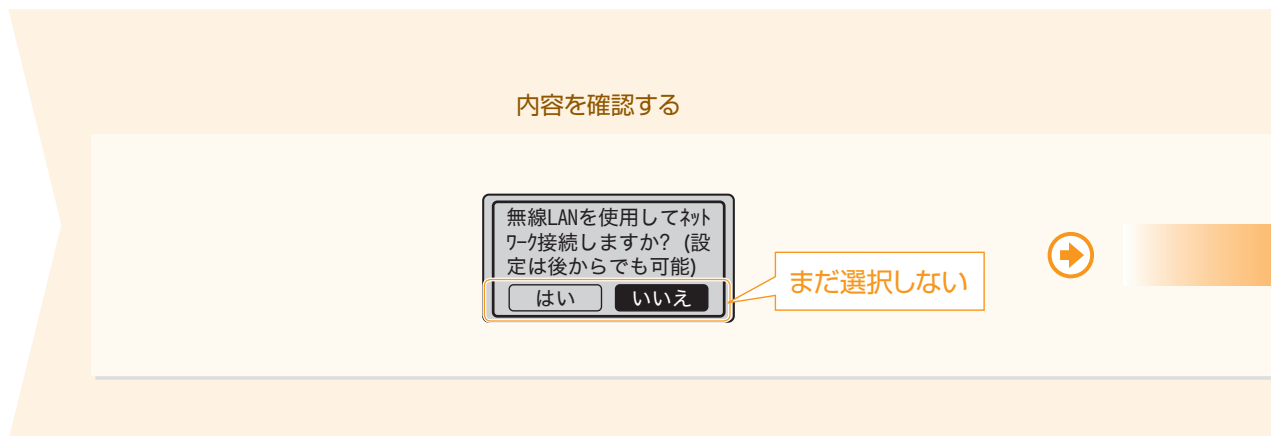 内容を確認する
無線LANを使用してﾈｯﾄ
ﾜｰｸ接続しますか? (設
定は後からでも可能)
はい いいえ
まだ選択しない